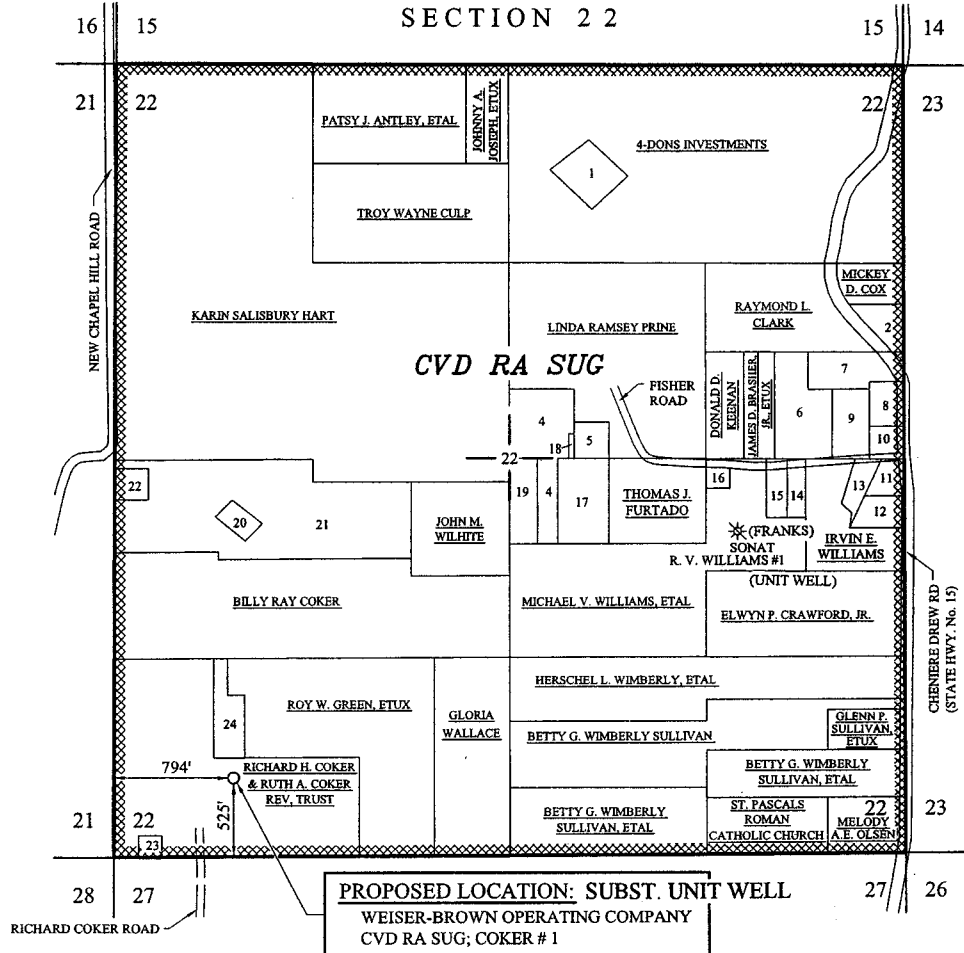 SECTION 22
16 15
15 14
21 22
22 23
PATSY J. ANTLEY, ETAL
JOHNNY A.
JOSEPH, ETUX
4-DONS INVESTMENTS
1
TROY WAYNE CULP
NEW CHAPEL HILL ROAD
KARIN SALISBURY HART
LINDA RAMSEY PRINE
RAYMOND L.
CLARK
MICKEY
D. COX
2
CVD RA SUG
FISHER
ROAD
DONALD D.
KEENAN
JAMES D. BRASHER,
JR., ETUX
7
6
9
8
10
4
5
18
22
22
20
21
JOHN M.
WILHITE
19
4
17
THOMAS J.
FURTADO
16
15
14
13
11
12
(FRANKS)
SONAT
R. V. WILLIAMS #1
(UNIT WELL)
IRVIN E.
WILLIAMS
BILLY RAY COKER
MICHAEL V. WILLIAMS, ETAL
ELWYN P. CRAWFORD, JR.
CHENIERE DREW RD
(STATE HWY. No. 15)
HERSCHEL L. WIMBERLY, ETAL
ROY W. GREEN, ETUX
24
GLORIA
WALLACE
BETTY G. WIMBERLY SULLIVAN
GLENN P.
SULLIVAN,
ETUX
BETTY G. WIMBERLY
SULLIVAN, ETAL
794'
525'
RICHARD H. COKER
& RUTH A. COKER
REV, TRUST
BETTY G. WIMBERLY
SULLIVAN, ETAL
ST. PASCALS
ROMAN
CATHOLIC CHURCH
MELODY
A.E. OLSEN
21 22
22 23
23
28 27
27 26
RICHARD COKER ROAD
PROPOSED LOCATION: SUBST. UNIT WELL
WEISER-BROWN OPERATING COMPANY
CVD RA SUG; COKER # 1